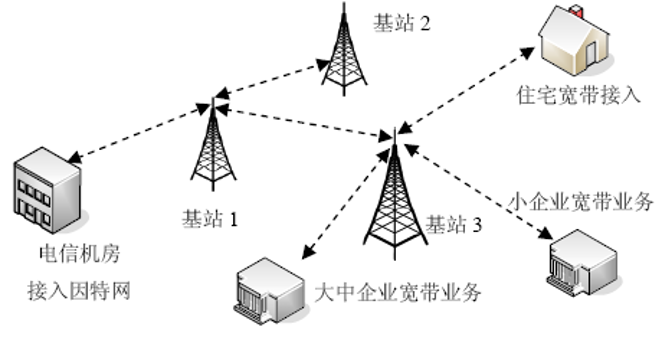 基站 2
住宅宽带接入
基站 1
小企业宽带业务
基站 3
电信机房
接入因特网
大中企业宽带业务